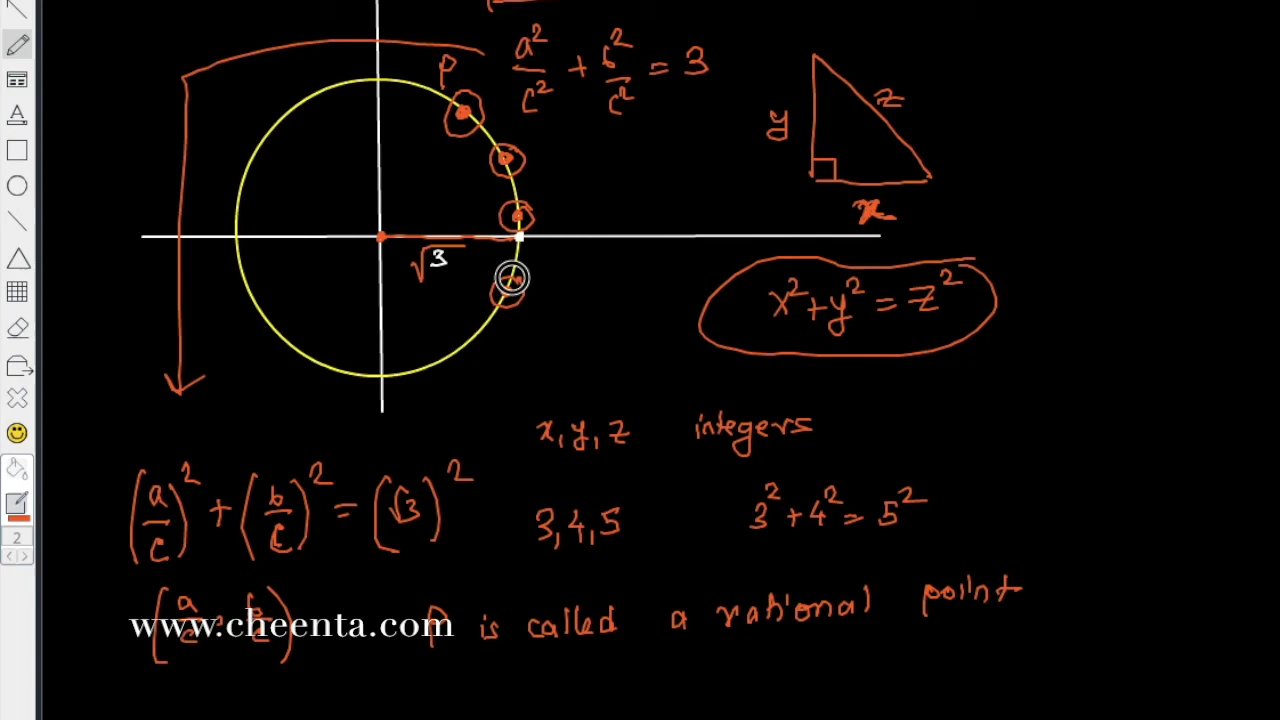 P
a²/c² + b²/c² = 3
y
z
x
√3
x² + y² = z²
x, y, z integers
(a/c)² + (b/c)² = (√3)²
3, 4, 5
3² + 4² = 5²
(a/c, b/c)
P is called a rational point
www.cheenta.com
2